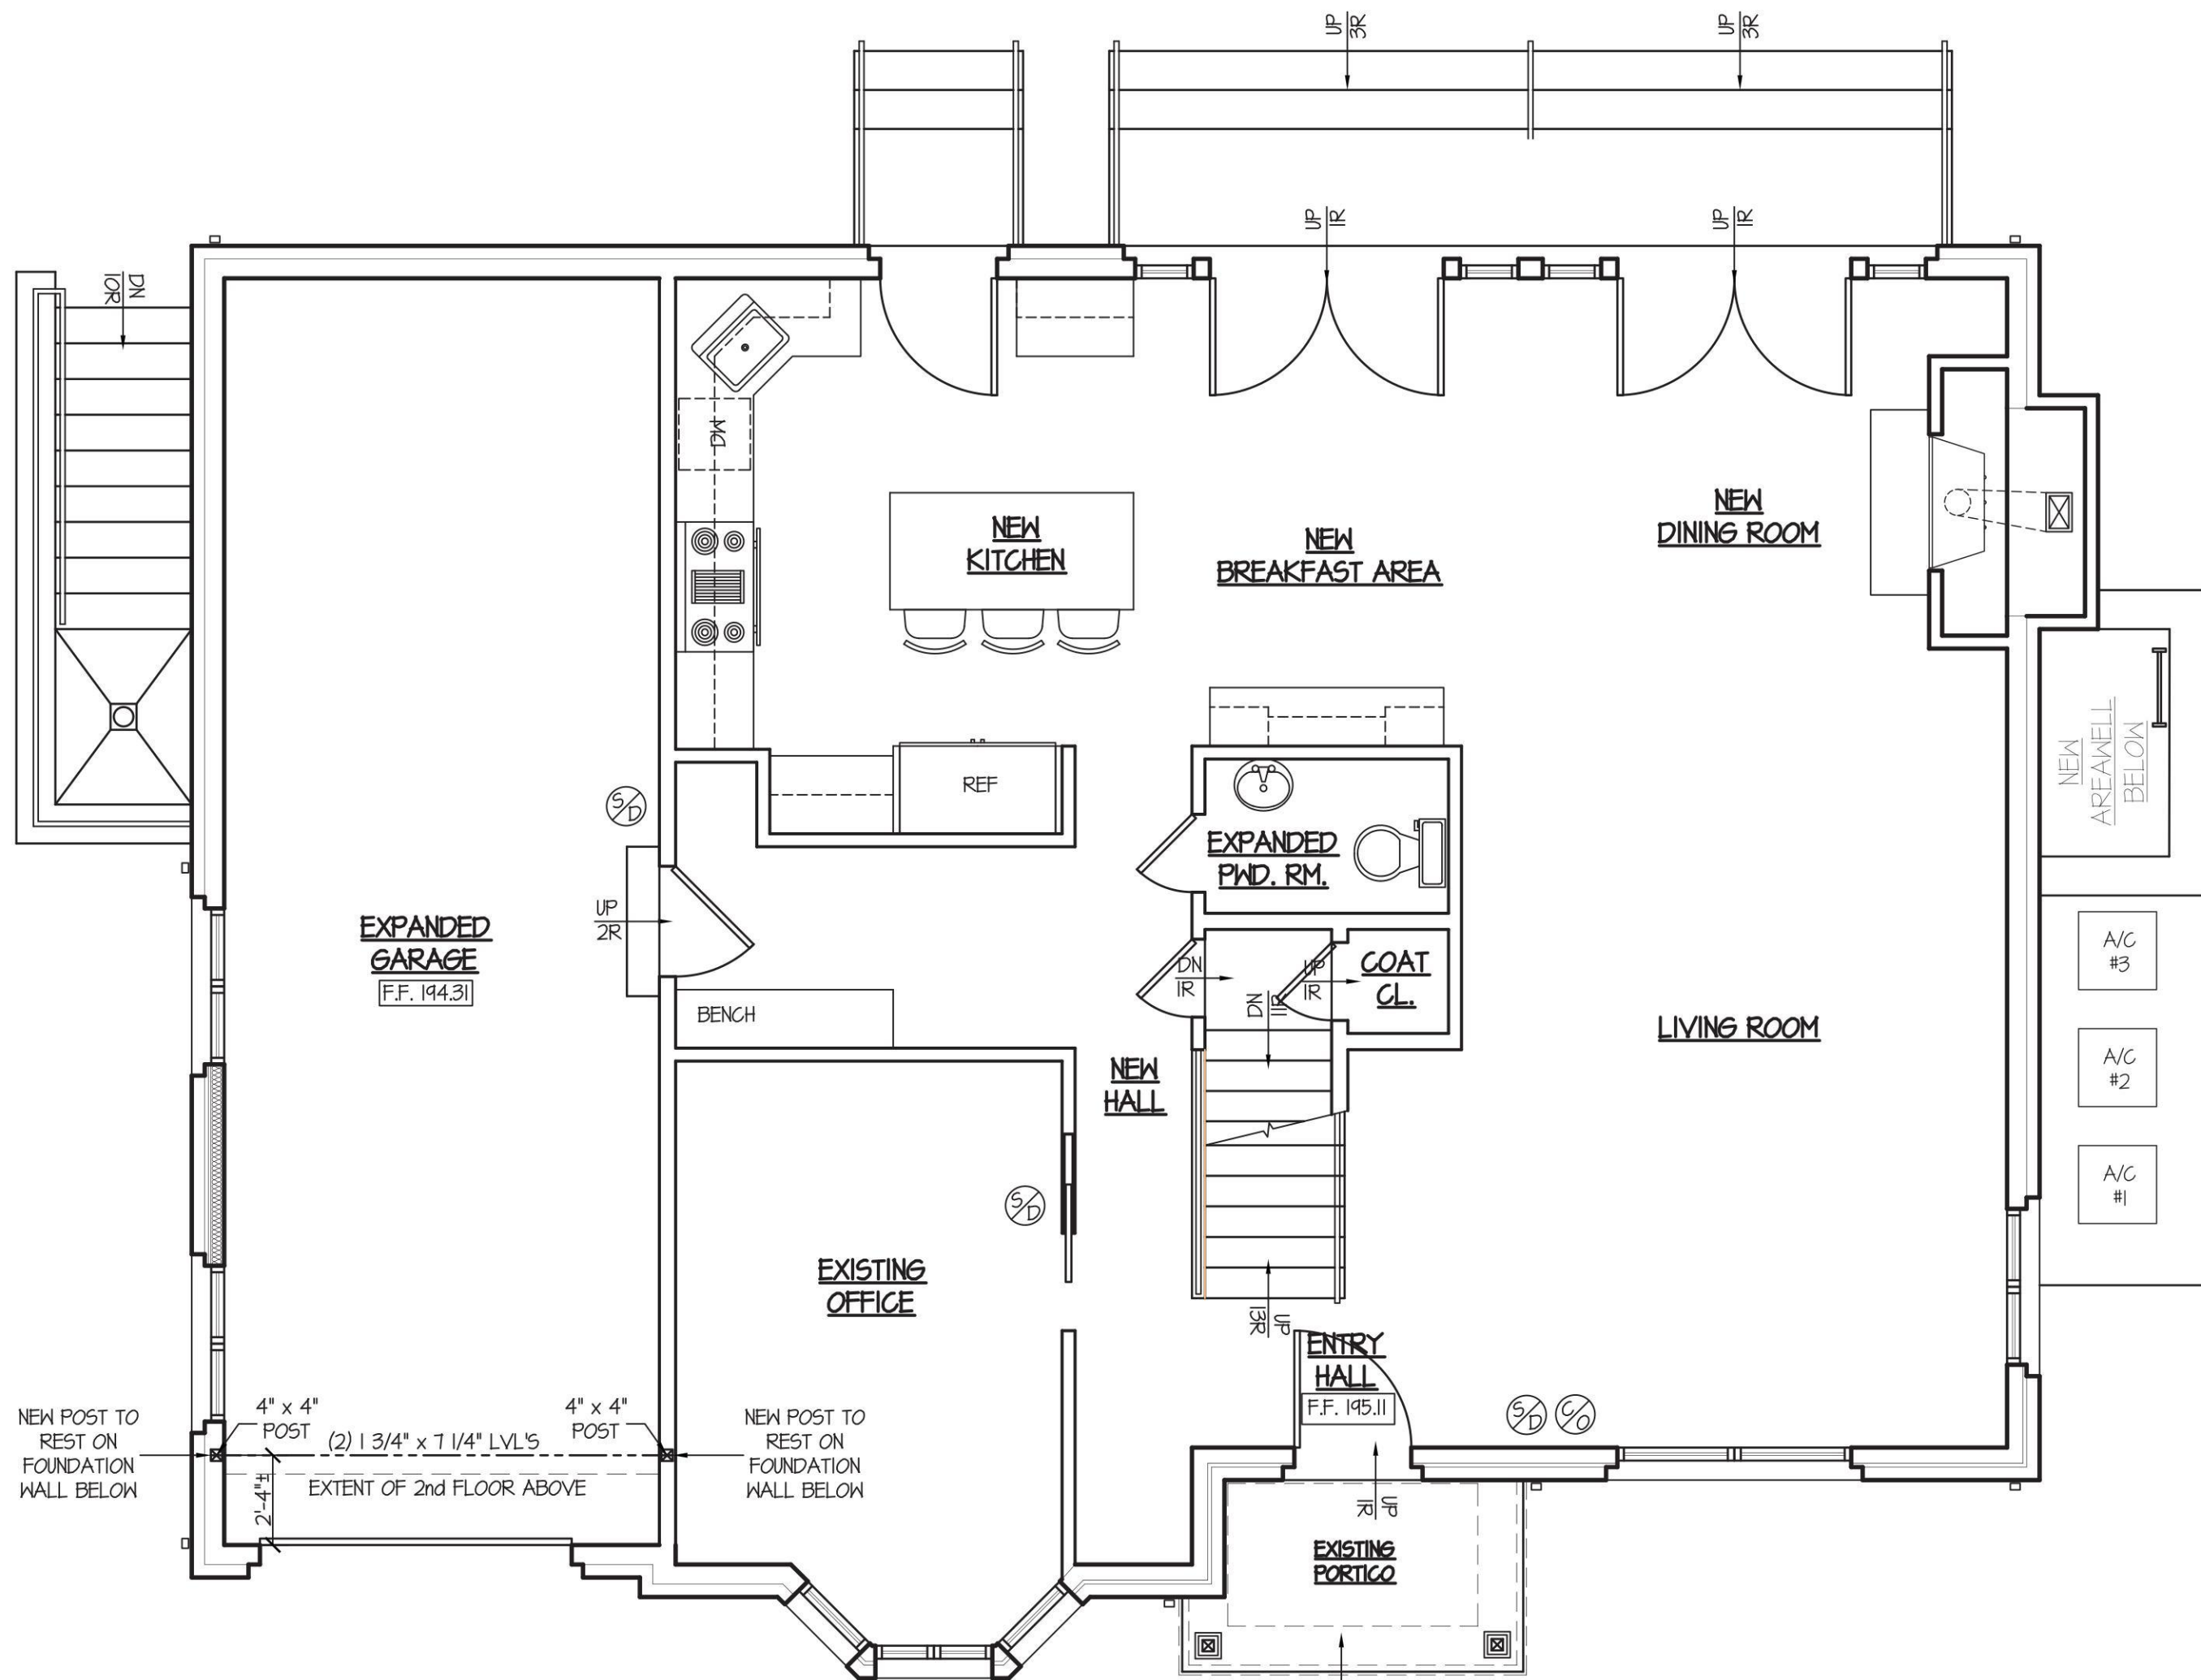 UP
3R
UP
3R
UP
1R
UP
1R
DN
10R
MD
NEW
KITCHEN
NEW
BREAKFAST AREA
NEW
DINING ROOM
REF
S/D
EXPANDED
PWD. RM.
NEW
AREAWELL
BELOW
EXPANDED
GARAGE
F.F. 194.31
UP
2R
BENCH
DN
1R
UP
1R
DN
11R
COAT
CL.
A/C
#3
LIVING ROOM
A/C
#2
A/C
#1
NEW
HALL
S/D
EXISTING
OFFICE
UP
13R
ENTRY
HALL
F.F. 195.11
S/D
C/O
NEW POST TO
REST ON
FOUNDATION
WALL BELOW
4" x 4"
POST
(2) 1 3/4" x 7 1/4" LVL'S
4" x 4"
POST
NEW POST TO
REST ON
FOUNDATION
WALL BELOW
EXTENT OF 2nd FLOOR ABOVE
2'-4"±
UP
1R
EXISTING
PORTICO